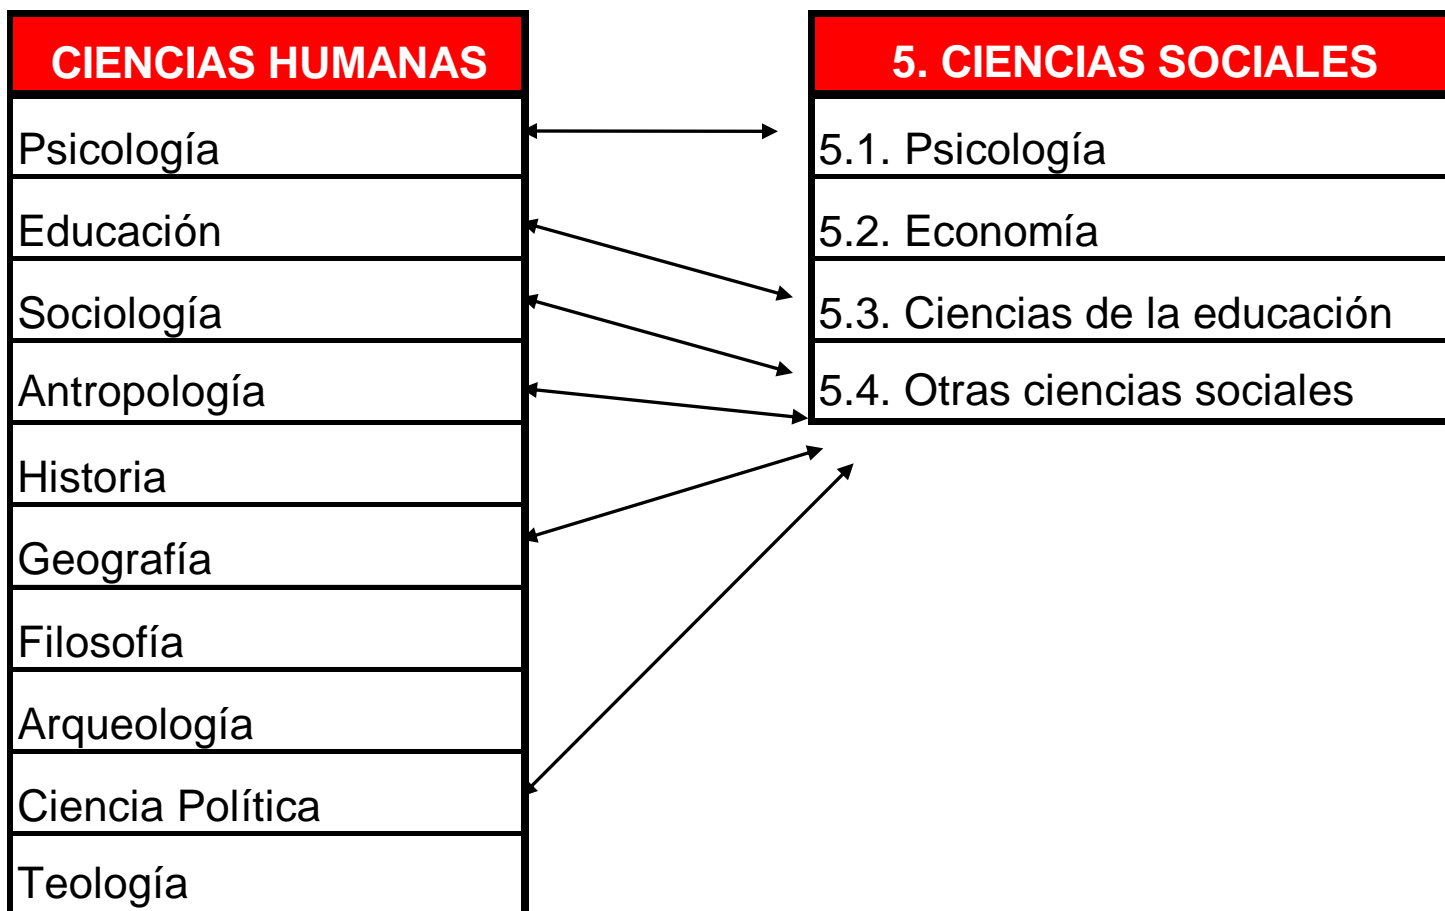 CIENCIAS HUMANAS
Psicología
Educación
Sociología
Antropología
Historia
Geografía
Filosofía
Arqueología
Ciencia Política
Teología
5. CIENCIAS SOCIALES
5.1. Psicología
5.2. Economía
5.3. Ciencias de la educación
5.4. Otras ciencias sociales